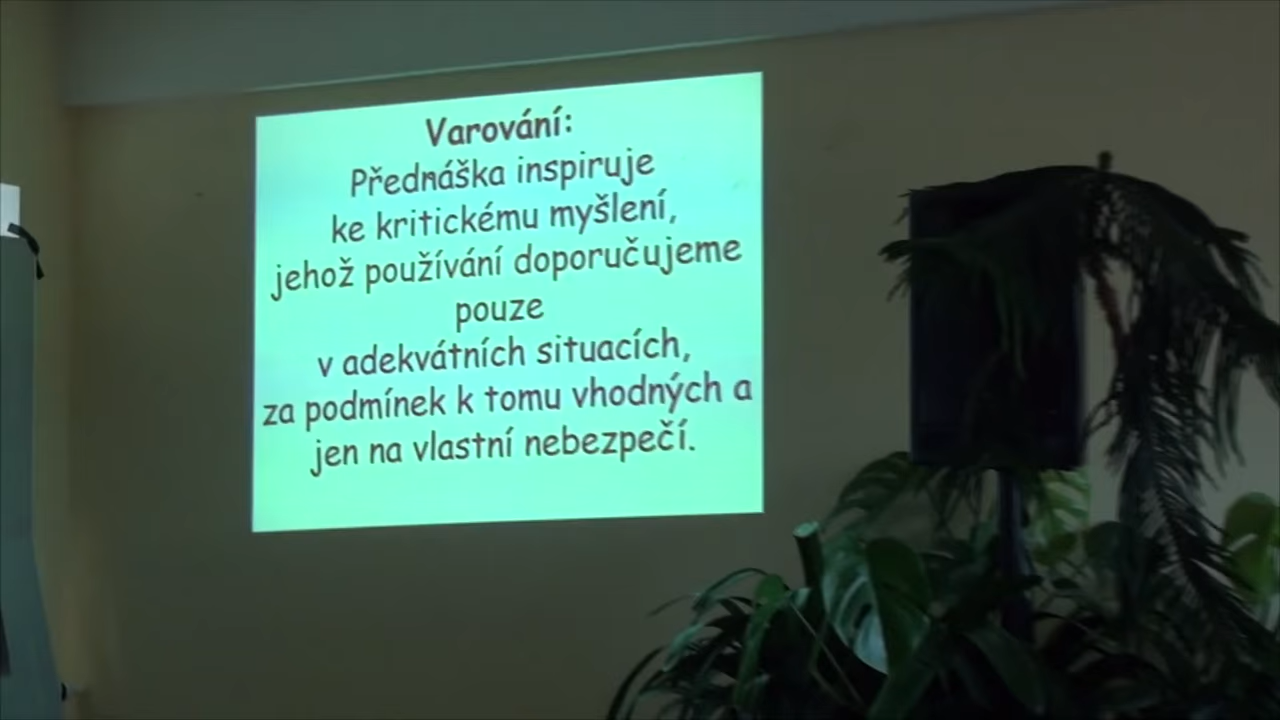 Varování:
Přednáška inspiruje
ke kritickému myšlení,
jehož používání doporučujeme
pouze
v adekvátních situacích,
za podmínek k tomu vhodných a
jen na vlastní nebezpečí.